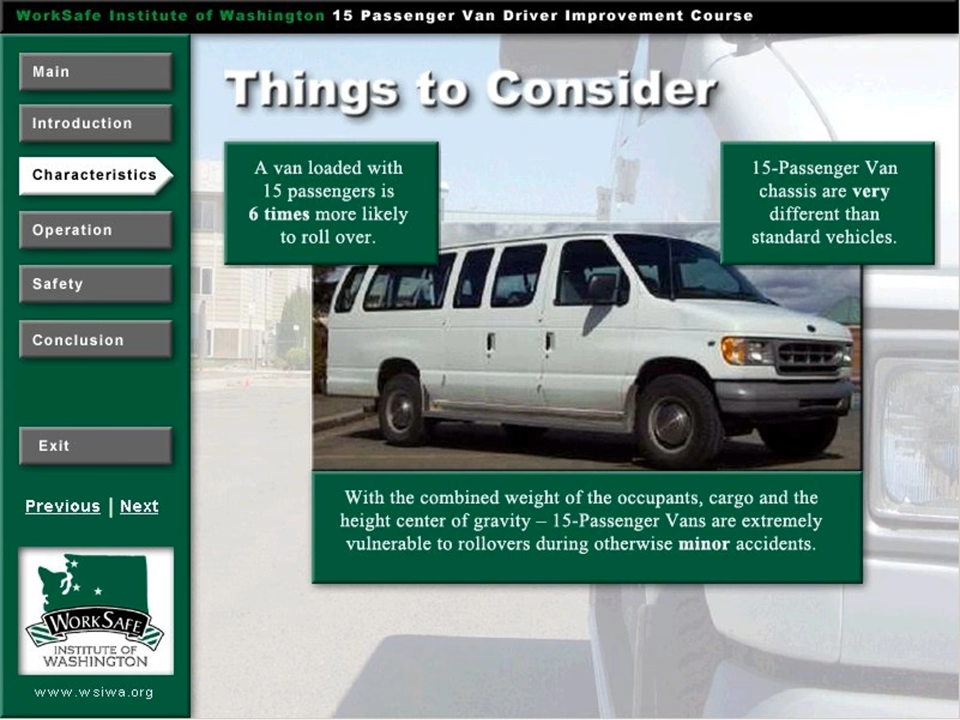 WorkSafe Institute of Washington 15 Passenger Van Driver Improvement Course
Main
Introduction
Characteristics
Operation
Safety
Conclusion
Exit
Previous | Next
WORKSAFE
INSTITUTE OF
WASHINGTON
www.wsiwa.org
Things to Consider
A van loaded with
15 passengers is
6 times more likely
to roll over.
15-Passenger Van
chassis are very
different than
standard vehicles.
With the combined weight of the occupants, cargo and the
height center of gravity – 15-Passenger Vans are extremely
vulnerable to rollovers during otherwise minor accidents.